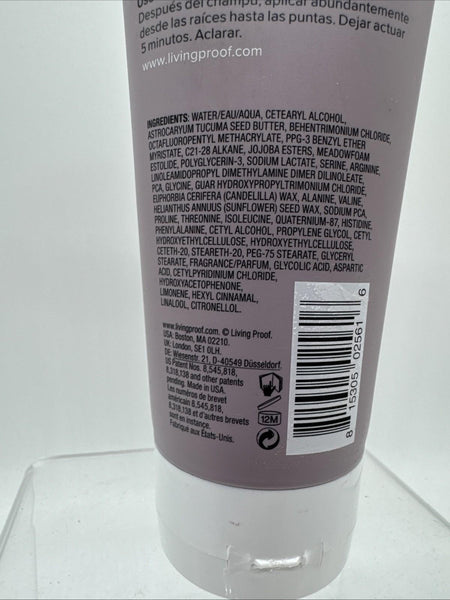 Después del champú, aplicar abundantemente
desde las raíces hasta las puntas. Dejar actuar
5 minutos. Aclarar.
www.livingproof.com
INGREDIENTS: WATER/EAU/AQUA, CETEARYL ALCOHOL,
ASTROCARYUM TUCUMA SEED BUTTER, BEHENTRIMONIUM CHLORIDE,
OCTAFLUOROPENTYL METHACRYLATE, PPG-3 BENZYL ETHER
MYRISTATE, C21-28 ALKANE, JOJOBA ESTERS, MEADOWFOAM
ESTOLIDE, POLYGLYCERIN-3, SODIUM LACTATE, SERINE, ARGININE,
LINOLEAMIDOPROPYL DIMETHYLAMINE DIMER DILINOLEATE,
PCA, GLYCINE, GUAR HYDROXYPROPYLTRIMONIUM CHLORIDE,
EUPHORBIA CERIFERA (CANDELILLA) WAX, ALANINE, VALINE,
HELIANTHUS ANNUUS (SUNFLOWER) SEED WAX, SODIUM PCA,
PROLINE, THREONINE, ISOLEUCINE, QUATERNIUM-87, HISTIDINE,
PHENYLALANINE, CETYL ALCOHOL, PROPYLENE GLYCOL, CETYL
HYDROXYETHYLCELLULOSE, HYDROXYETHYLCELLULOSE,
CETETH-20, STEARETH-20, PEG-75 STEARATE, GLYCERYL
STEARATE, FRAGRANCE/PARFUM, GLYCOLIC ACID, ASPARTIC
ACID, CETYLPYRIDINIUM CHLORIDE,
HYDROXYACETOPHENONE,
LIMONENE, HEXYL CINNAMAL,
LINALOOL, CITRONELLOL.
www.livingproof.com. © Living Proof.
USA. Boston, MA 02210.
UK: London, SE1 0LH.
DE: Wiesenstr. 21, D-40549 Düsseldorf.
US Patent Nos. 8,545,818,
8,318,138 and other patents
pending. Made in USA.
Les numéros de brevet
américain 8,545,818,
8,318,138 et d'autres brevets
sont en instance.
Fabriqué aux États-Unis.
12M
8 15305 02561 6